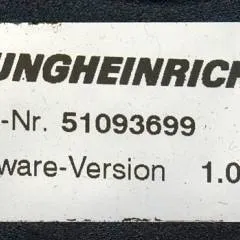 UNGHEINRICH
-Nr. 51093699
ware-Version 1.0